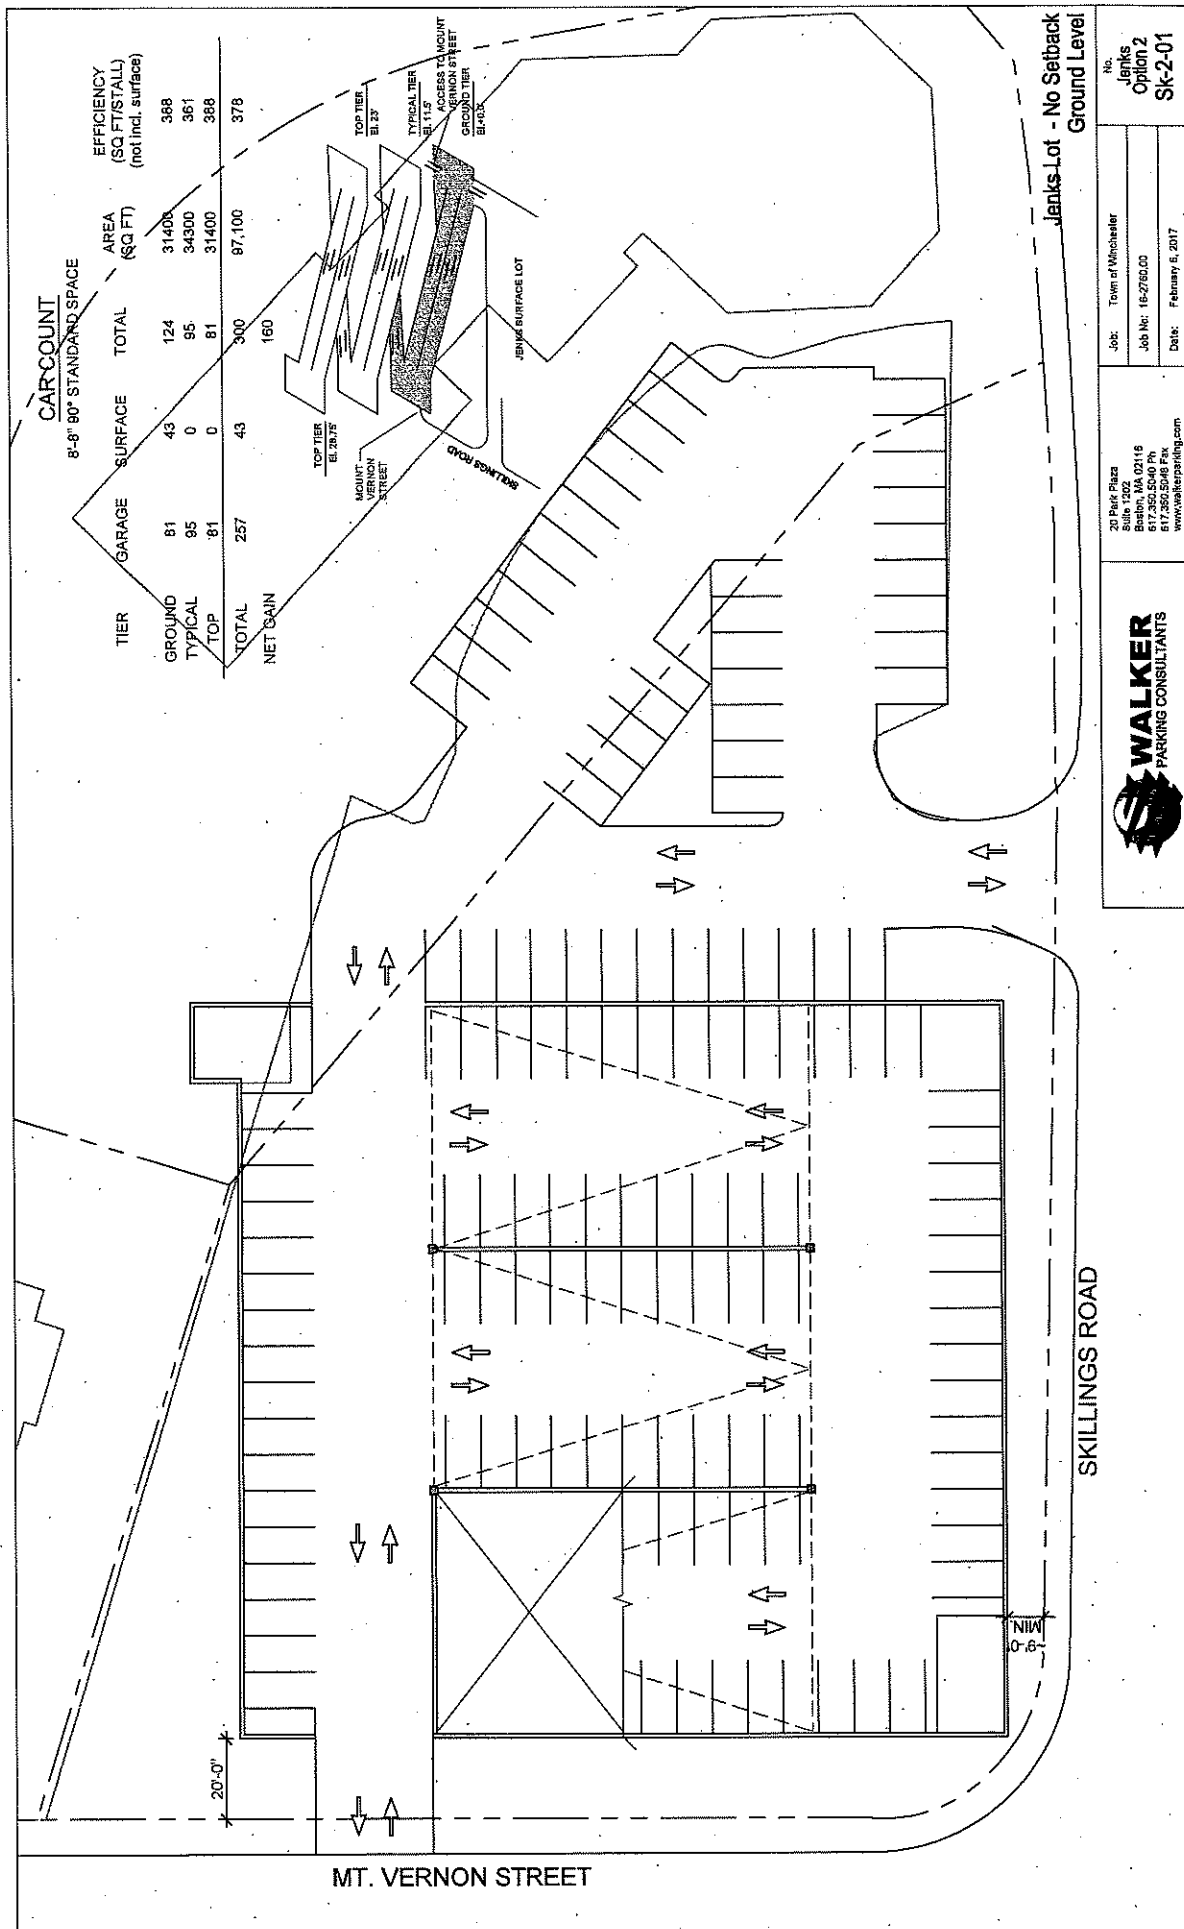 CAR COUNT
8'-6" 90° STANDARD SPACE
TIER GARAGE SURFACE TOTAL AREA (SQ FT) EFFICIENCY (SQ FT/STALL) (not incl. surface)
GROUND 81 43 124 31400 388
TYPICAL 95 0 95 34300 361
TOP 81 0 81 31400 388
TOTAL 257 43 300 97,100 378
NET GAIN 160
TOP TIER
El. 23'
TYPICAL TIER
El. 11.5'
ACCESS TO MOUNT
VERNON STREET
GROUND TIER
TOP TIER
El. 28.75'
MOUNT
VERNON
STREET
SKILLINGS ROAD
JENKS SURFACE LOT
20'-0"
~9'-0"
MIN.
MT. VERNON STREET
SKILLINGS ROAD
Jenks Lot - No Setback
Ground Level
WALKER
PARKING CONSULTANTS
20 Park Plaza
Suite 1202
Boston, MA 02116
617.350.5040 Ph
617.350.5048 Fax
www.walkerparking.com
Job: Town of Winchester
Job No: 16-2760.00
Date: February 6, 2017
No.
Jenks
Option 2
SK-2-01